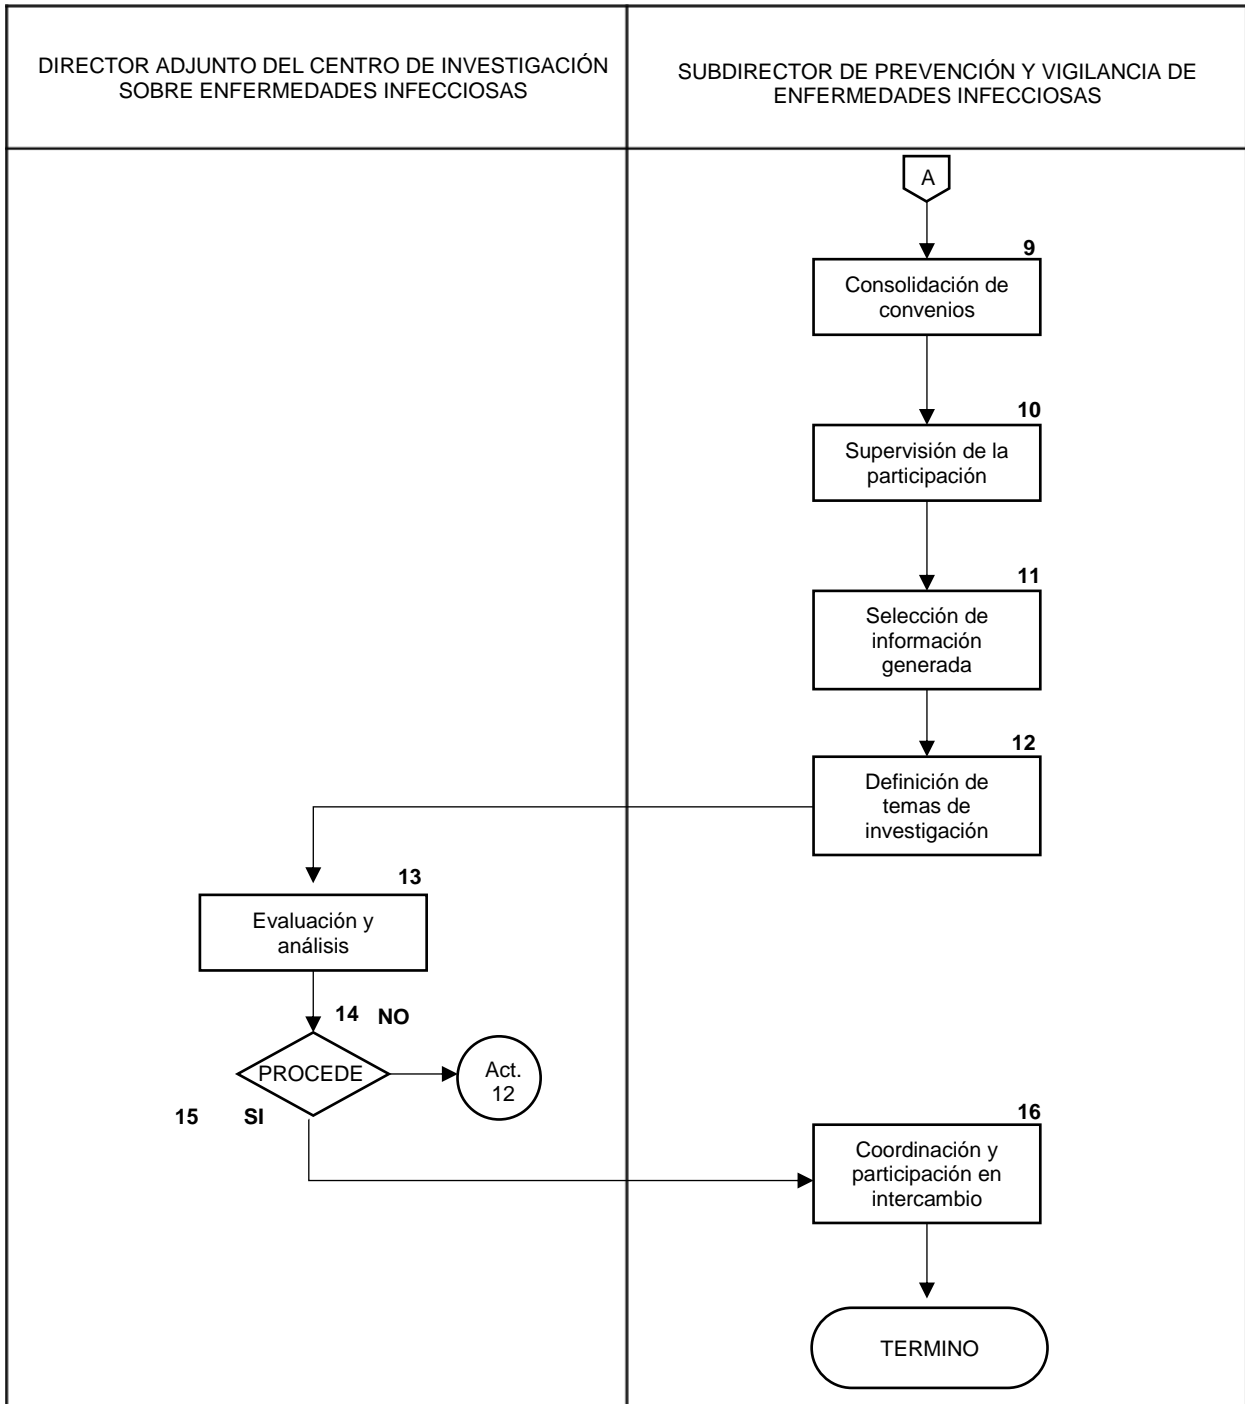 DIRECTOR ADJUNTO DEL CENTRO DE INVESTIGACIÓN
SOBRE ENFERMEDADES INFECCIOSAS
SUBDIRECTOR DE PREVENCIÓN Y VIGILANCIA DE
ENFERMEDADES INFECCIOSAS
A
9
Consolidación de
convenios
10
Supervisión de la
participación
11
Selección de
información
generada
12
Definición de
temas de
investigación
13
Evaluación y
análisis
14 NO
PROCEDE
Act.
12
15 SI
16
Coordinación y
participación en
intercambio
TERMINO